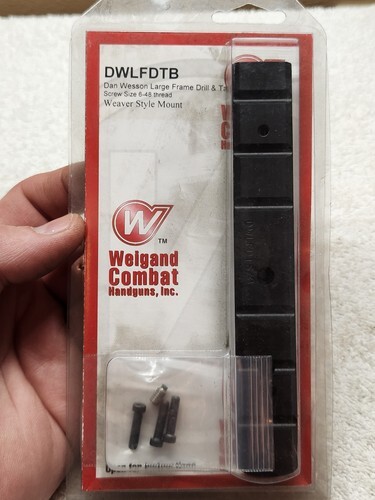 DWLFDTB
Dan Wesson Large Frame Drill &
Screw Size 6-48 thread
Weaver Style Mount
W TM
Weigand
Combat
Handguns, Inc.